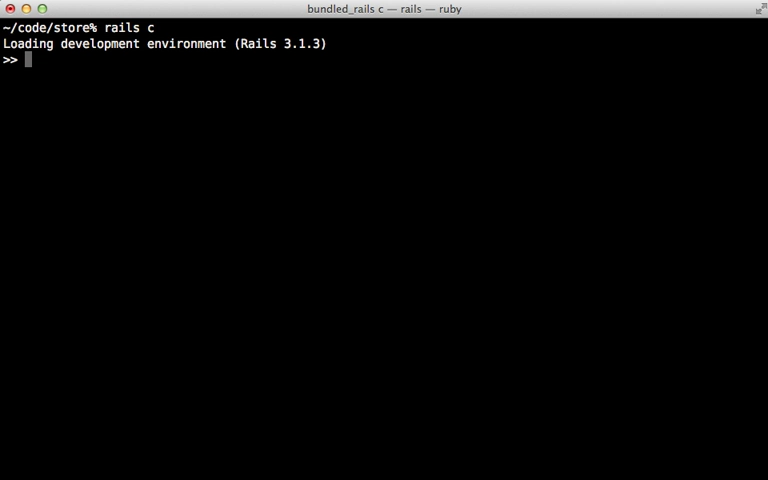 bundled_rails c — rails — ruby
~/code/store% rails c
Loading development environment (Rails 3.1.3)
>>